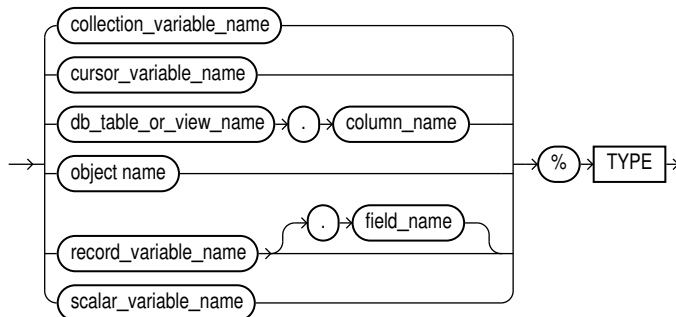 collection_variable_name
cursor_variable_name
db_table_or_view_name . column_name
object name % TYPE
. field_name
record_variable_name
scalar_variable_name